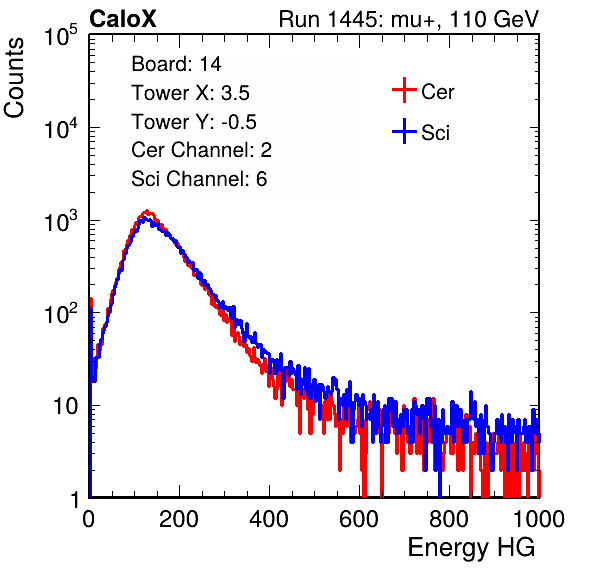 CaloX Run 1445: mu+, 110 GeV
Counts
10^5
10^4
10^3
10^2
10
1
Board: 14
Tower X: 3.5
Tower Y: -0.5
Cer Channel: 2
Sci Channel: 6
Cer
Sci
0 200 400 600 800 1000
Energy HG